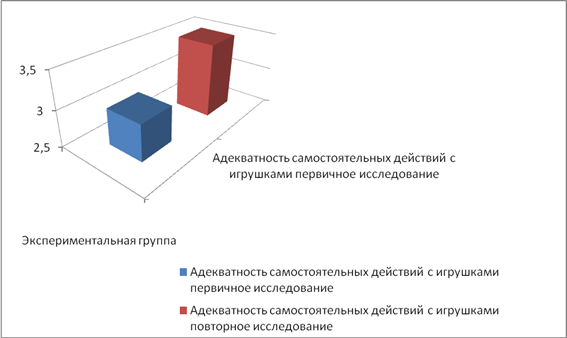 3,5
3
2,5
Адекватность самостоятельных действий с
игрушками первичное исследование
Экспериментальная группа
Адекватность самостоятельных действий с игрушками
первичное исследование
Адекватность самостоятельных действий с игрушками
повторное исследование